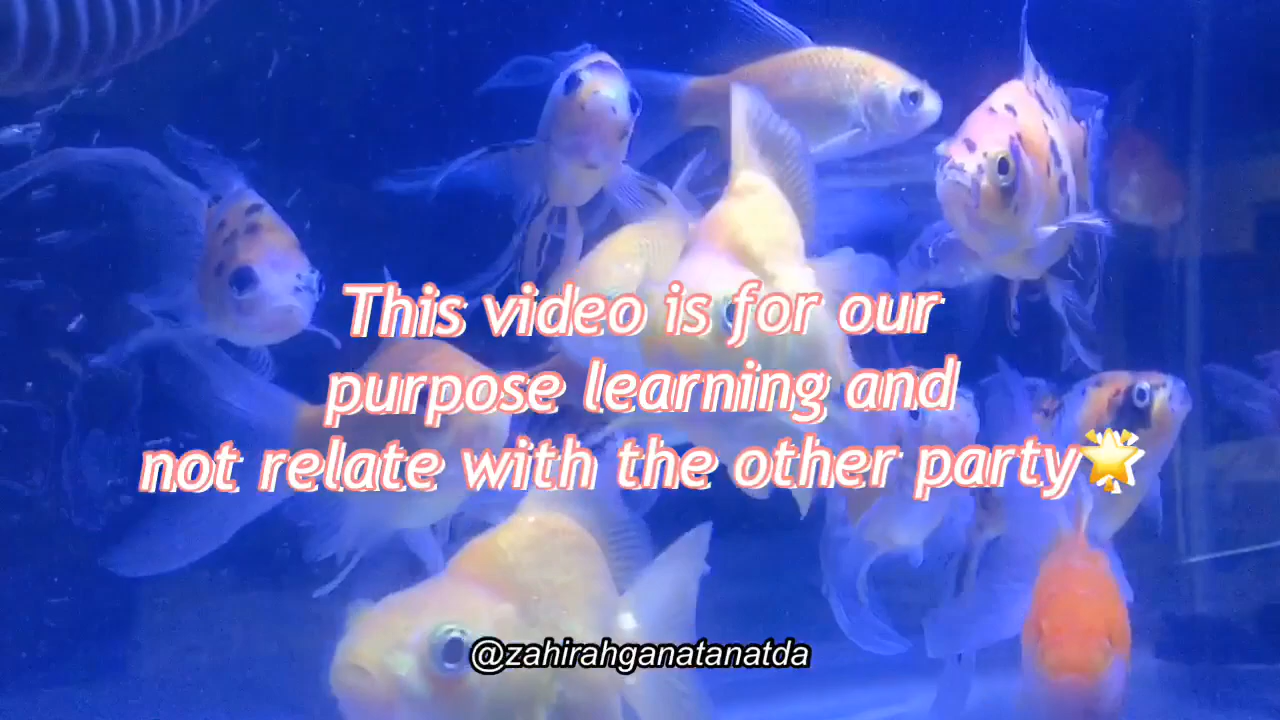 This video is for our
purpose learning and
not relate with the other party🌟
@zahirahganatanatda